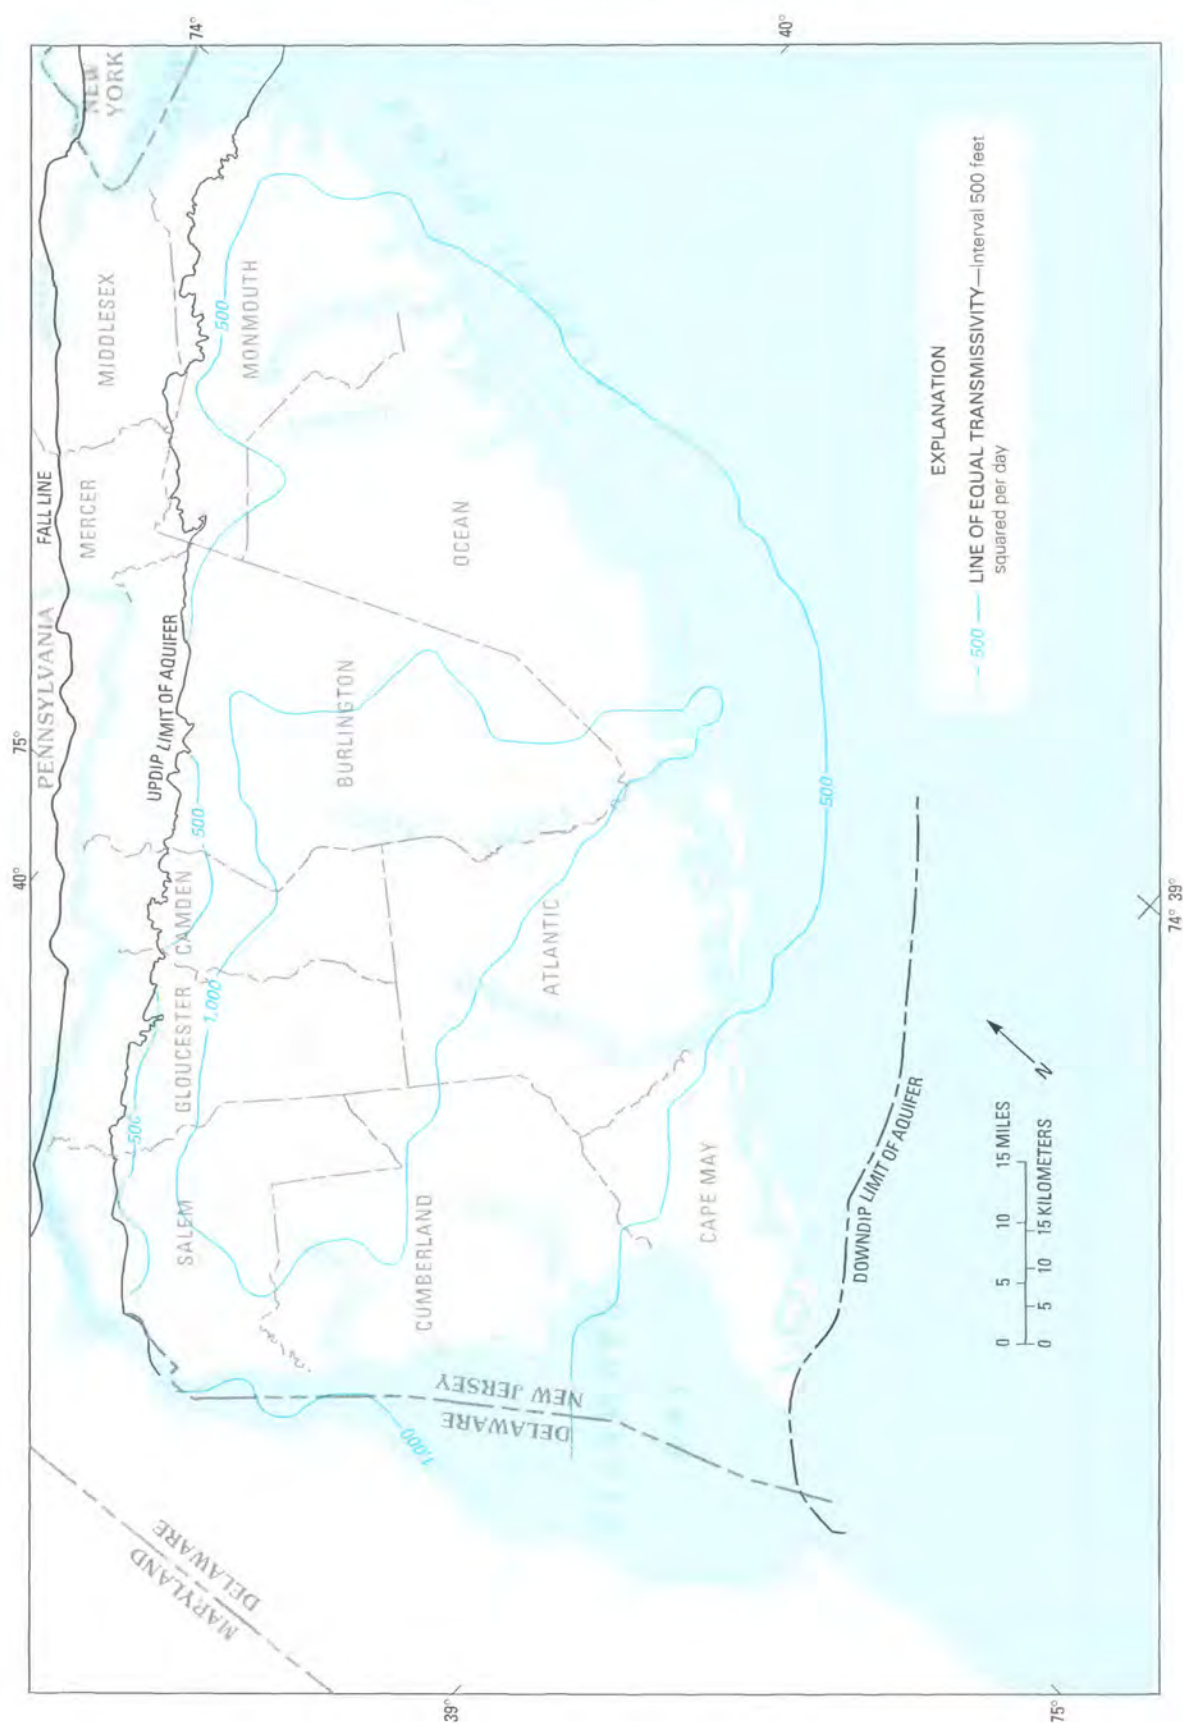 74°
40°
NEW
YORK
MIDDLESEX
MONMOUTH
500
FALL LINE
MERCER
OCEAN
EXPLANATION
500 LINE OF EQUAL TRANSMISSIVITY—Interval 500 feet
squared per day
PENNSYLVANIA
UPDIP LIMIT OF AQUIFER
BURLINGTON
75°
500
500
40°
CAMDEN
ATLANTIC
74° 39°
GLOUCESTER
1,000
500
SALEM
CUMBERLAND
CAPE MAY
DOWNDIP LIMIT OF AQUIFER
N
0 5 10 15 MILES
0 5 10 15 KILOMETERS
NEW JERSEY
DELAWARE
1,000
DELAWARE
MARYLAND
39°
75°